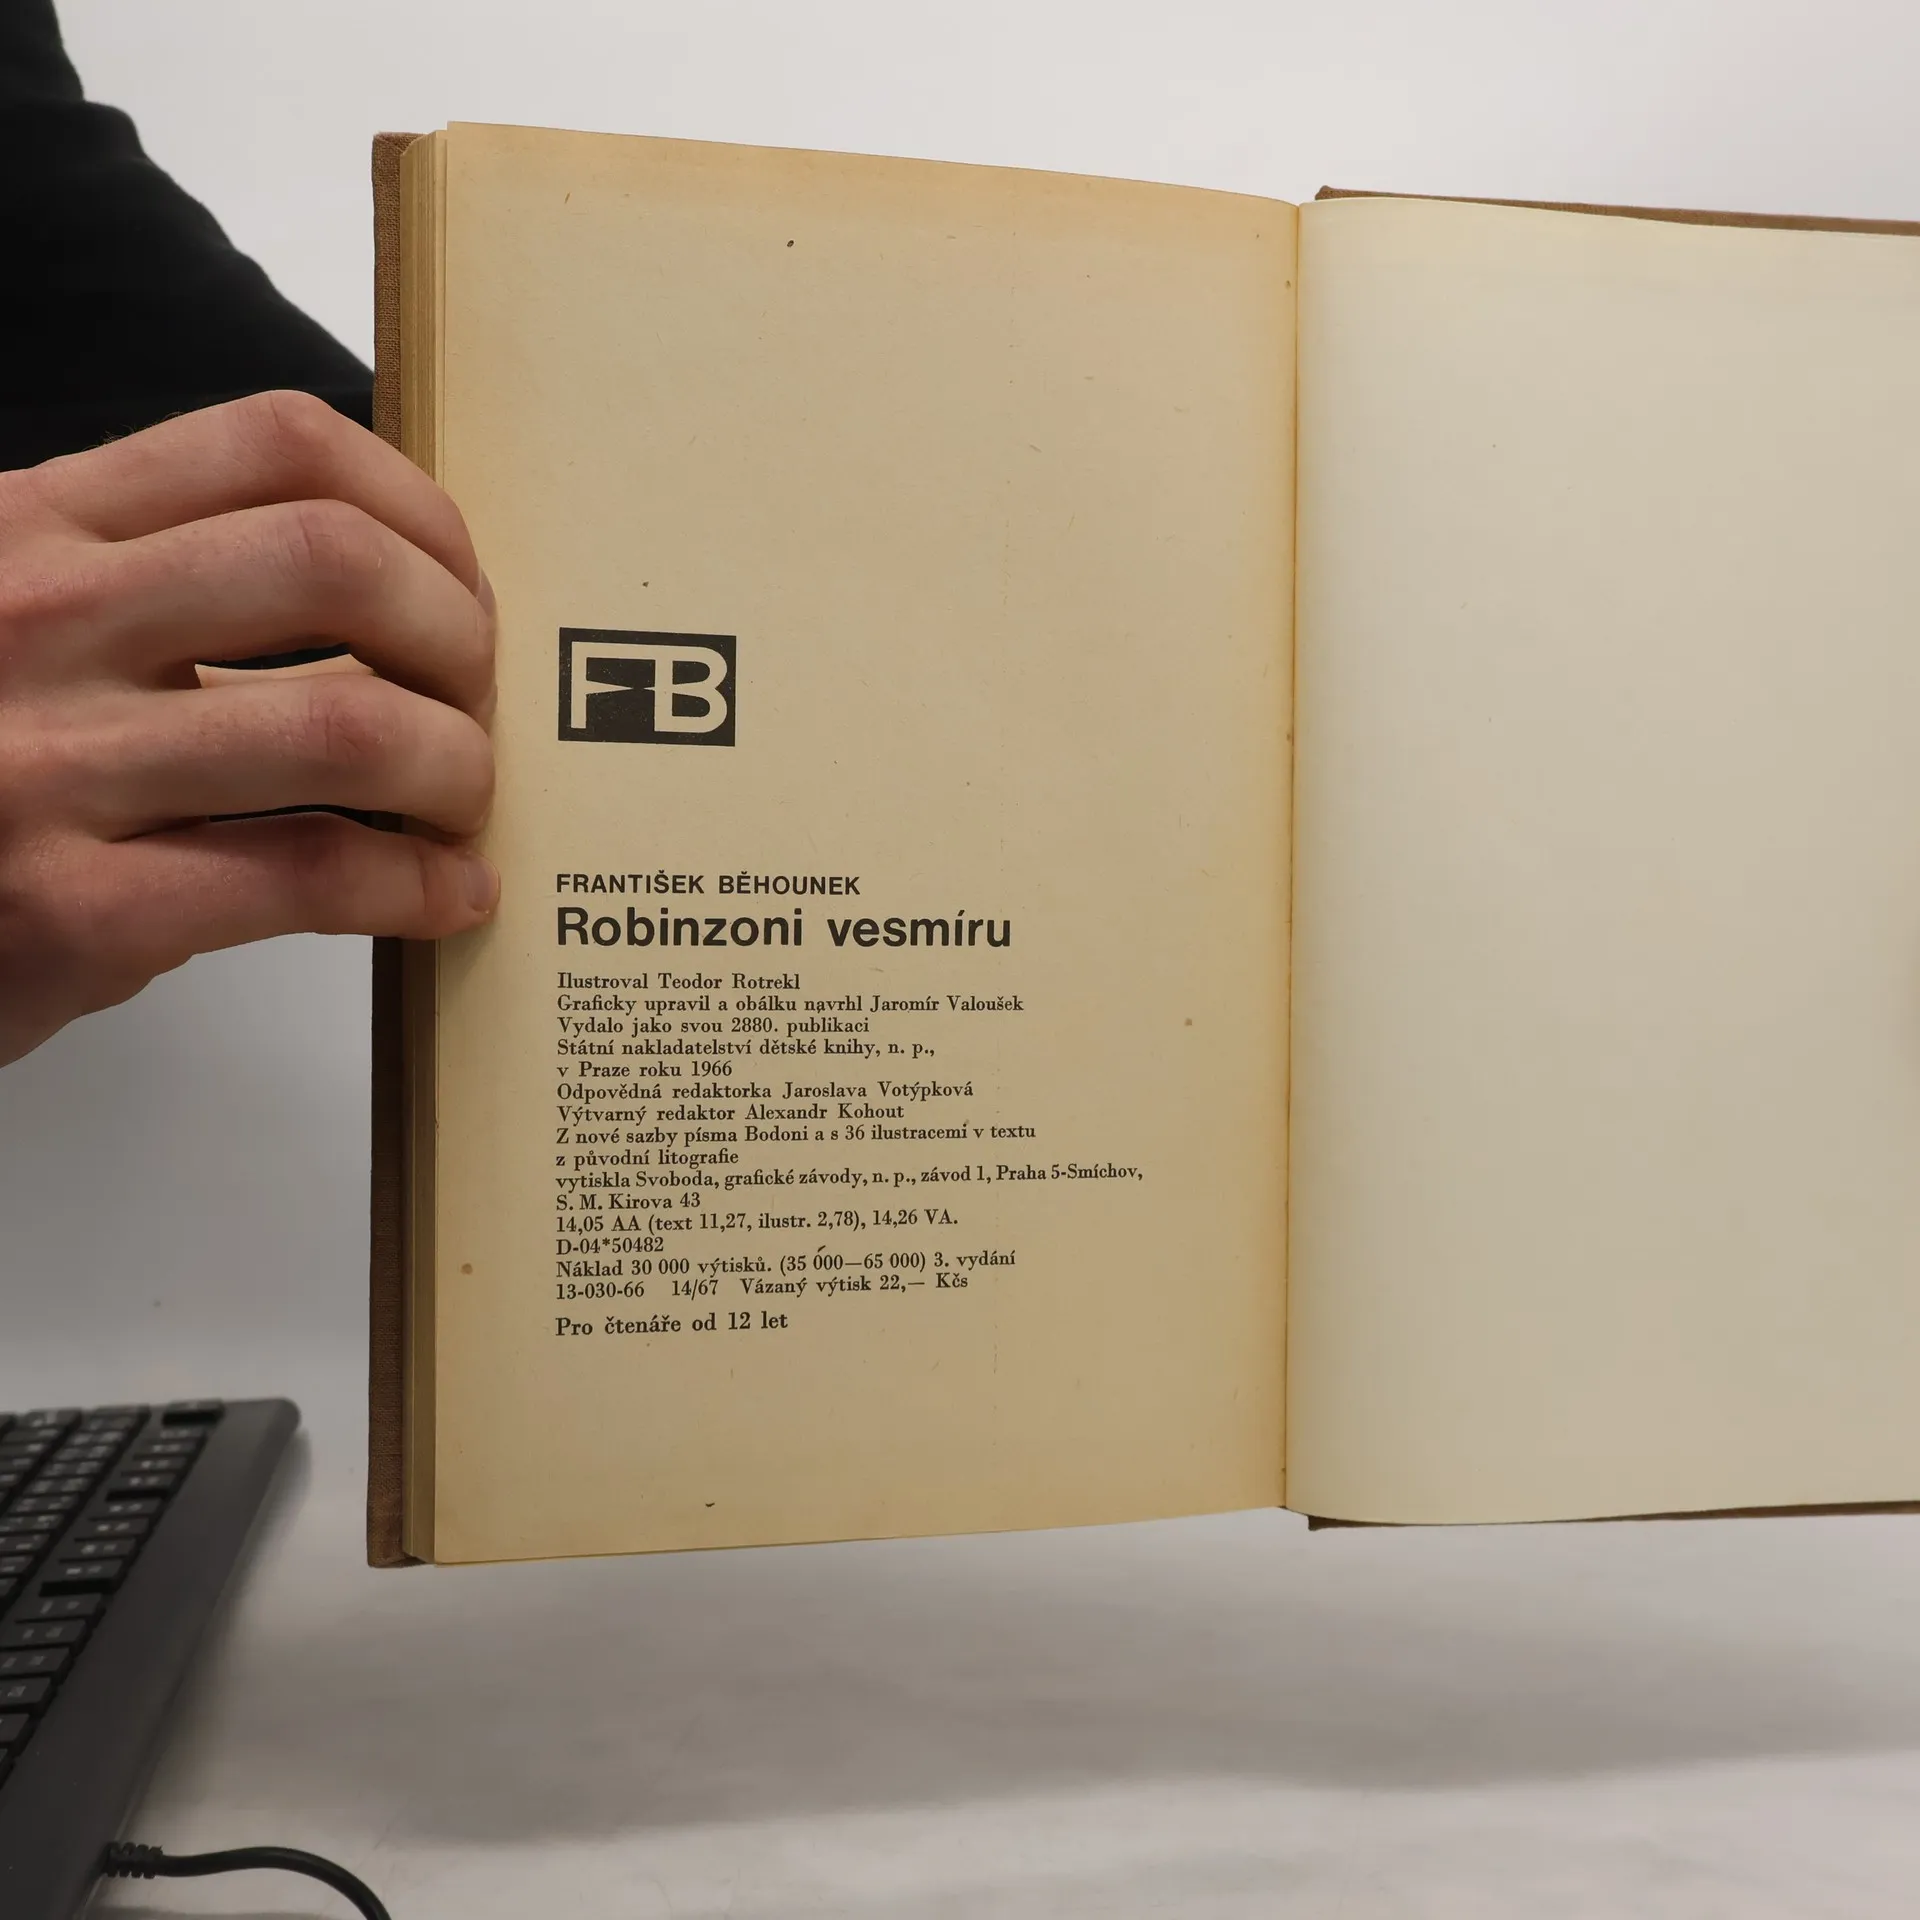 FB
FRANTIŠEK BĚHOUNEK
Robinzoni vesmíru
Ilustroval Teodor Rotrekl
Graficky upravil a obálku navrhl Jaromír Valoušek
Vydalo jako svou 2880. publikaci
Státní nakladatelství dětské knihy, n. p.,
v Praze roku 1966
Odpovědná redaktorka Jaroslava Votýpková
Výtvarný redaktor Alexandr Kohout
Z nové sazby písma Bodoni a s 36 ilustracemi v textu
z původní litografie
vytiskla Svoboda, grafické závody, n. p., závod 1, Praha 5-Smíchov,
S. M. Kirova 43
14,05 AA (text 11,27, ilustr. 2,78), 14,26 VA.
D-04*50482
Náklad 30 000 výtisků. (35 000—65 000) 3. vydání
13-030-66 14/67 Vázaný výtisk 22,— Kčs
Pro čtenáře od 12 let